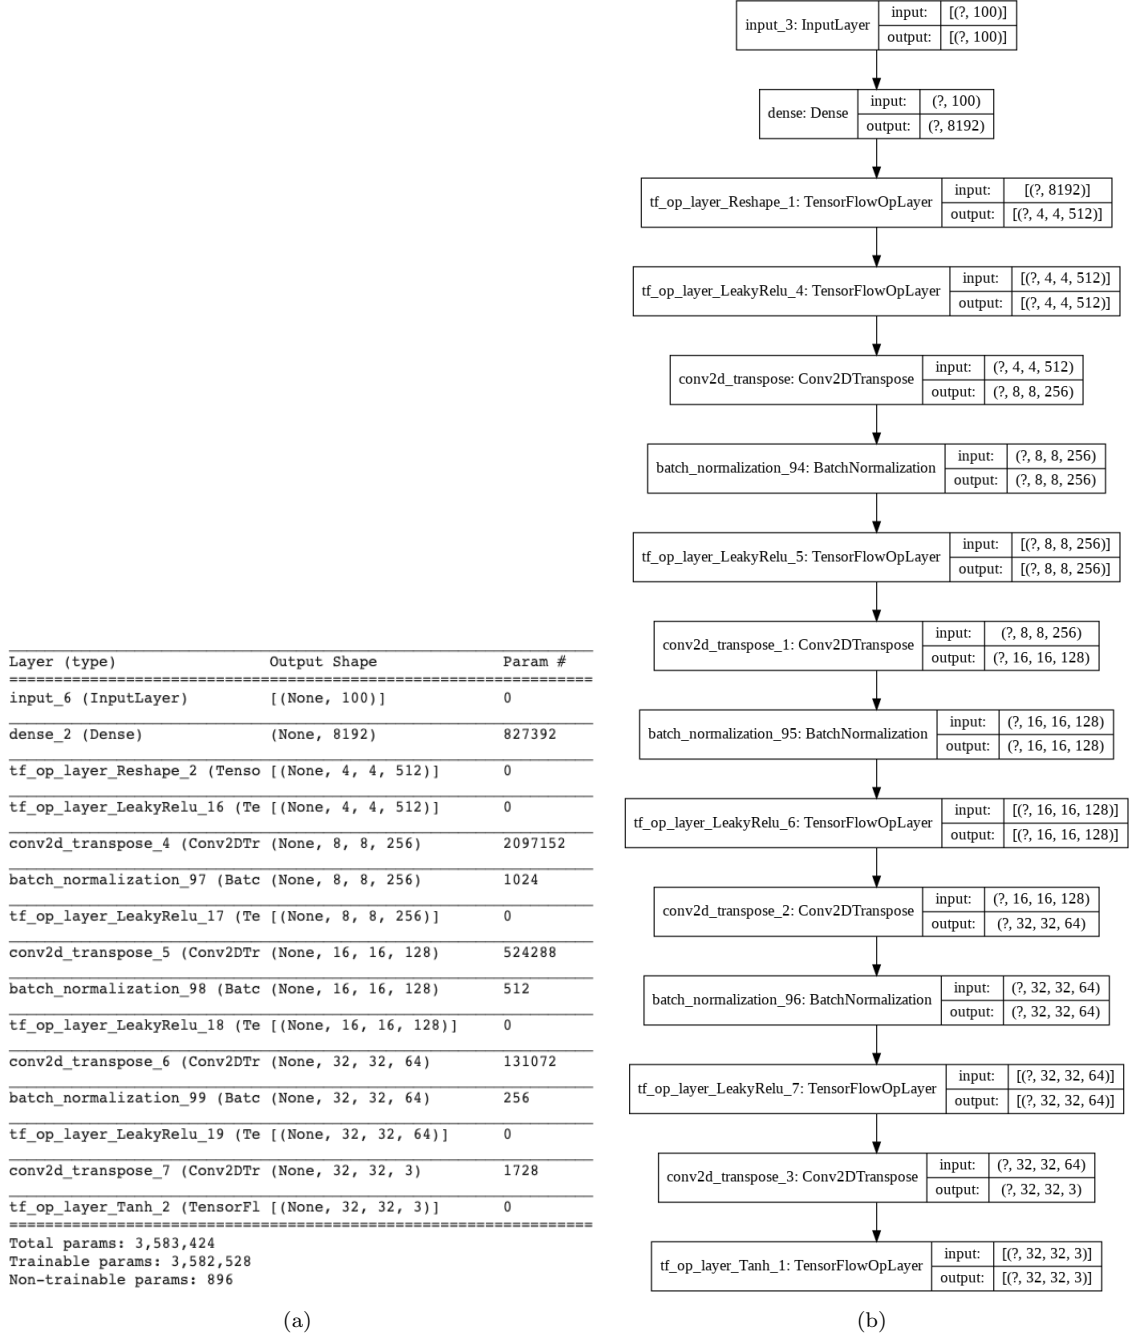 Layer (type) Output Shape Param #
input_6 (InputLayer) [(None, 100)] 0
dense_2 (Dense) (None, 8192) 827392
tf_op_layer_Reshape_2 (Tenso [(None, 4, 4, 512)] 0
tf_op_layer_LeakyRelu_16 (Te [(None, 4, 4, 512)] 0
conv2d_transpose_4 (Conv2DTr (None, 8, 8, 256) 2097152
batch_normalization_97 (Batc (None, 8, 8, 256) 1024
tf_op_layer_LeakyRelu_17 (Te [(None, 8, 8, 256)] 0
conv2d_transpose_5 (Conv2DTr (None, 16, 16, 128) 524288
batch_normalization_98 (Batc (None, 16, 16, 128) 512
tf_op_layer_LeakyRelu_18 (Te [(None, 16, 16, 128)] 0
conv2d_transpose_6 (Conv2DTr (None, 32, 32, 64) 131072
batch_normalization_99 (Batc (None, 32, 32, 64) 256
tf_op_layer_LeakyRelu_19 (Te [(None, 32, 32, 64)] 0
conv2d_transpose_7 (Conv2DTr (None, 32, 32, 3) 1728
tf_op_layer_Tanh_2 (TensorFl [(None, 32, 32, 3)] 0
Total params: 3,583,424
Trainable params: 3,582,528
Non-trainable params: 896
(a)
input_3: InputLayer
input: [(?, 100)]
output: [(?, 100)]
dense: Dense
input: (?, 100)
output: (?, 8192)
tf_op_layer_Reshape_1: TensorFlowOpLayer
input: [(?, 8192)]
output: [(?, 4, 4, 512)]
tf_op_layer_LeakyRelu_4: TensorFlowOpLayer
input: [(?, 4, 4, 512)]
output: [(?, 4, 4, 512)]
conv2d_transpose: Conv2DTranspose
input: (?, 4, 4, 512)
output: (?, 8, 8, 256)
batch_normalization_94: BatchNormalization
input: (?, 8, 8, 256)
output: (?, 8, 8, 256)
tf_op_layer_LeakyRelu_5: TensorFlowOpLayer
input: [(?, 8, 8, 256)]
output: [(?, 8, 8, 256)]
conv2d_transpose_1: Conv2DTranspose
input: (?, 8, 8, 256)
output: (?, 16, 16, 128)
batch_normalization_95: BatchNormalization
input: (?, 16, 16, 128)
output: (?, 16, 16, 128)
tf_op_layer_LeakyRelu_6: TensorFlowOpLayer
input: [(?, 16, 16, 128)]
output: [(?, 16, 16, 128)]
conv2d_transpose_2: Conv2DTranspose
input: (?, 16, 16, 128)
output: (?, 32, 32, 64)
batch_normalization_96: BatchNormalization
input: (?, 32, 32, 64)
output: (?, 32, 32, 64)
tf_op_layer_LeakyRelu_7: TensorFlowOpLayer
input: [(?, 32, 32, 64)]
output: [(?, 32, 32, 64)]
conv2d_transpose_3: Conv2DTranspose
input: (?, 32, 32, 64)
output: (?, 32, 32, 3)
tf_op_layer_Tanh_1: TensorFlowOpLayer
input: [(?, 32, 32, 3)]
output: [(?, 32, 32, 3)]
(b)